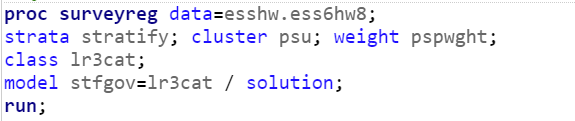 proc surveyreg data=esshw.ess6hw8;
strata stratify; cluster psu; weight pspwght;
class lr3cat;
model stfgov=lr3cat / solution;
run;